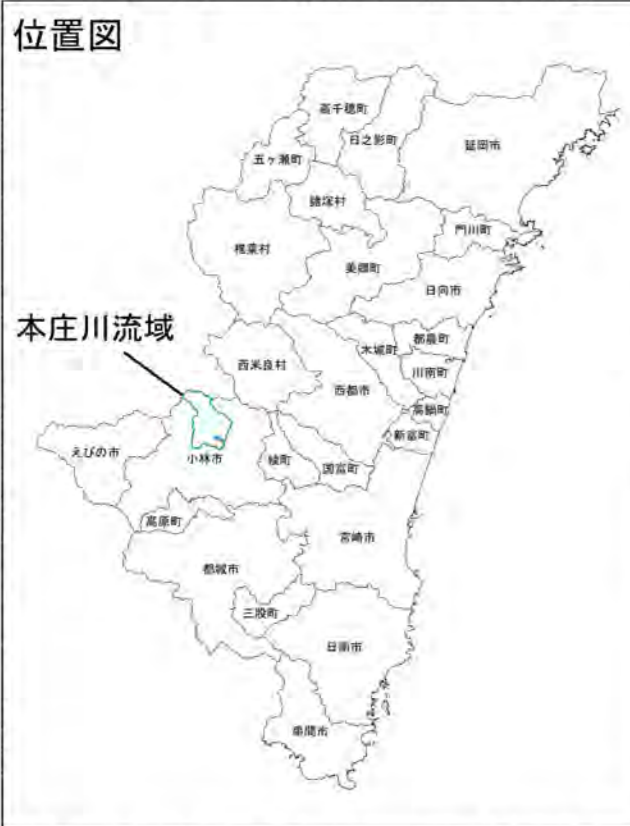 位置図
高千穂町
日之影町
延岡市
五ヶ瀬町
諸塚村
門川町
椎葉村
美郷町
日向市
本庄川流域
都農町
木城町
西米良村
川南町
西都市
高鍋町
新富町
えびの市
小林市
綾町
国富町
高原町
宮崎市
都城市
三股町
日南市
串間市